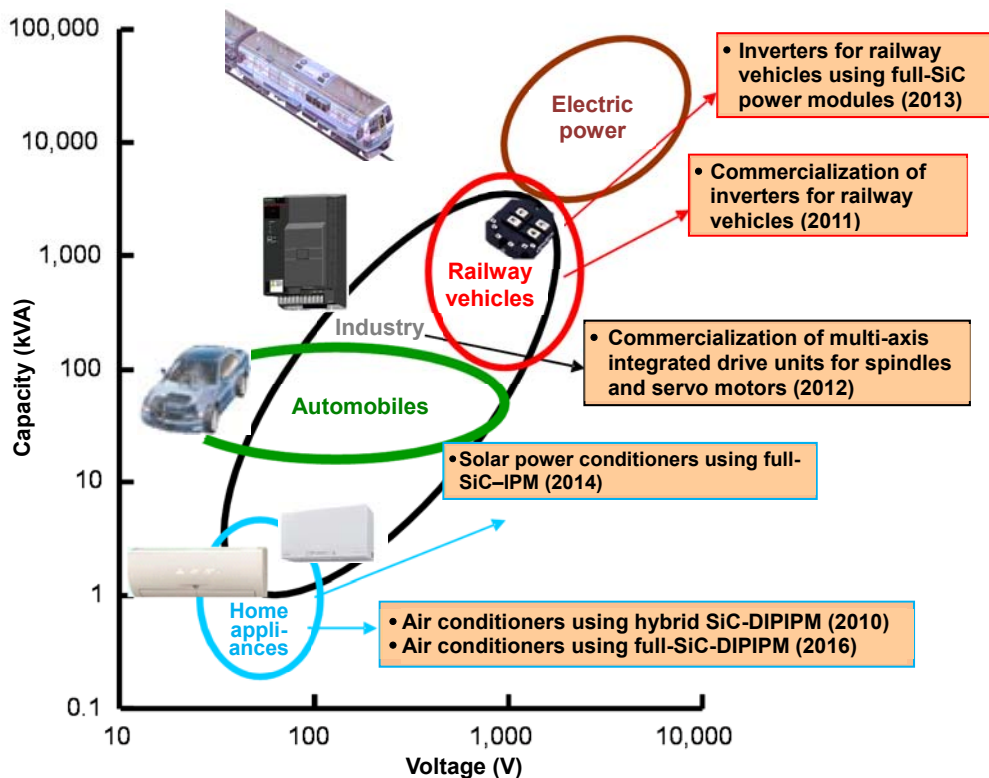 100,000
10,000
1,000
100
10
1
0.1
Capacity (kVA)
10
100
1,000
10,000
Voltage (V)
Electric
power
Railway
vehicles
Industry
Automobiles
Home
appli-
ances
• Inverters for railway
vehicles using full-SiC
power modules (2013)
• Commercialization of
inverters for railway
vehicles (2011)
• Commercialization of multi-axis
integrated drive units for spindles
and servo motors (2012)
• Solar power conditioners using full-
SiC–IPM (2014)
• Air conditioners using hybrid SiC-DIPIPM (2010)
• Air conditioners using full-SiC-DIPIPM (2016)